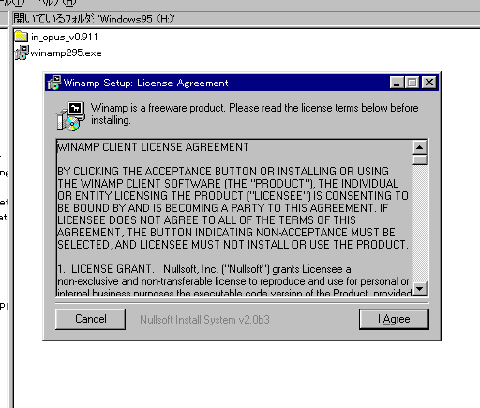 開いているフォルダ: 'Windows95 (H:)'
in_opus_v0.911
winamp295.exe
Winamp Setup: License Agreement
Winamp is a freeware product. Please read the license terms below before
installing.
WINAMP CLIENT LICENSE AGREEMENT
BY CLICKING THE ACCEPTANCE BUTTON OR INSTALLING OR USING
THE WINAMP CLIENT SOFTWARE (THE "PRODUCT"), THE INDIVIDUAL
OR ENTITY LICENSING THE PRODUCT ("LICENSEE") IS CONSENTING TO
BE BOUND BY AND IS BECOMING A PARTY TO THIS AGREEMENT. IF
LICENSEE DOES NOT AGREE TO ALL OF THE TERMS OF THIS
AGREEMENT, THE BUTTON INDICATING NON-ACCEPTANCE MUST BE
SELECTED, AND LICENSEE MUST NOT INSTALL OR USE THE PRODUCT.
1. LICENSE GRANT. Nullsoft, Inc. ("Nullsoft") grants Licensee a
non-exclusive and non-transferable license to reproduce and use for personal or
internal business purposes the executable code version of the Product, provided
Cancel
Nullsoft Install System v2.0b3
I Agree